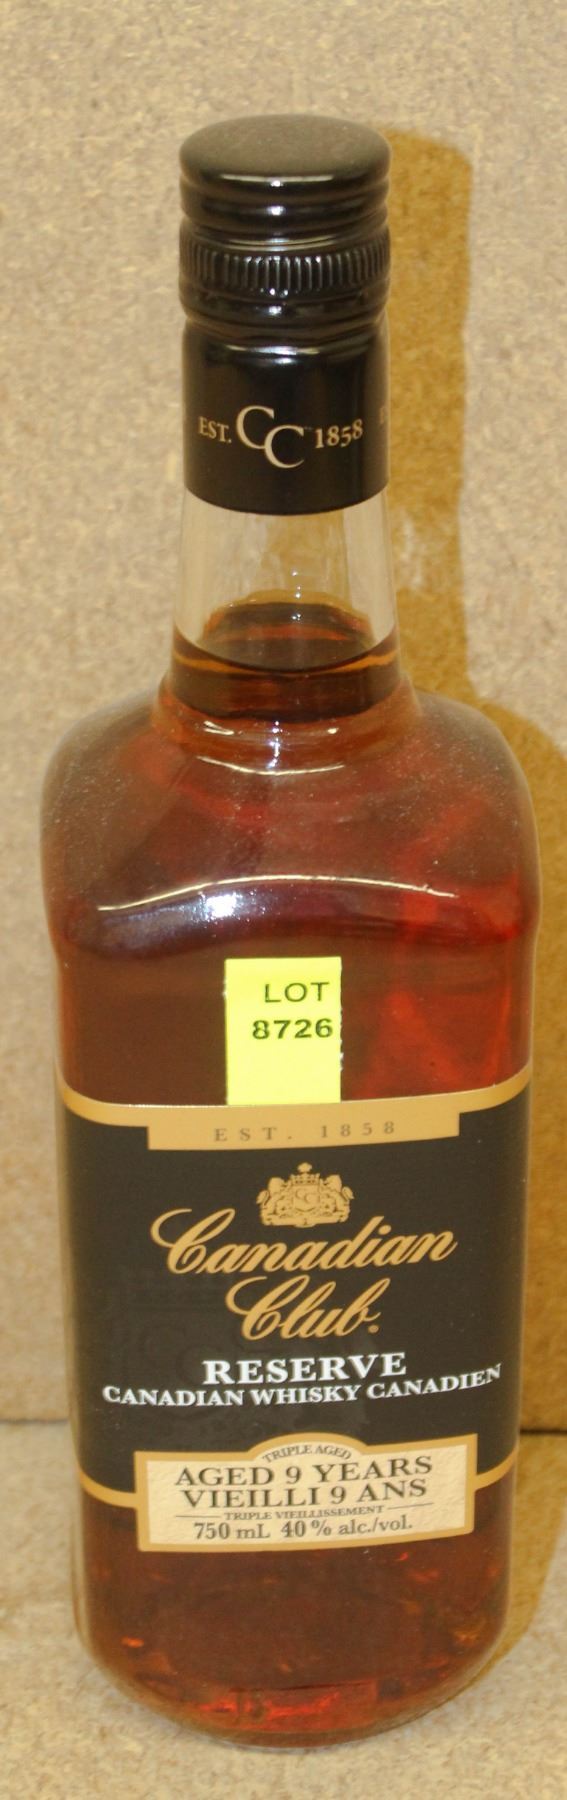 EST. CC 1858
LOT
8726
EST. 1858
Canadian
Club
RESERVE
CANADIAN WHISKY CANADIEN
TRIPLE AGED
AGED 9 YEARS
VIEILLI 9 ANS
TRIPLE VIEILLISSEMENT
750 mL 40% alc./vol.